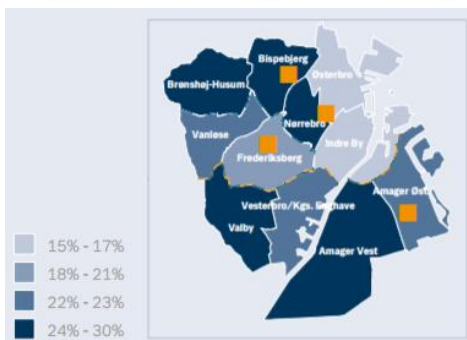 Bispebjerg
Østerbro
Brønshøj-Husum
Nørrebro
Vanløse
Indre By
Frederiksberg
Amager Øst
Vesterbro/Kgs. Enghave
Valby
Amager Vest
15% - 17%
18% - 21%
22% - 23%
24% - 30%